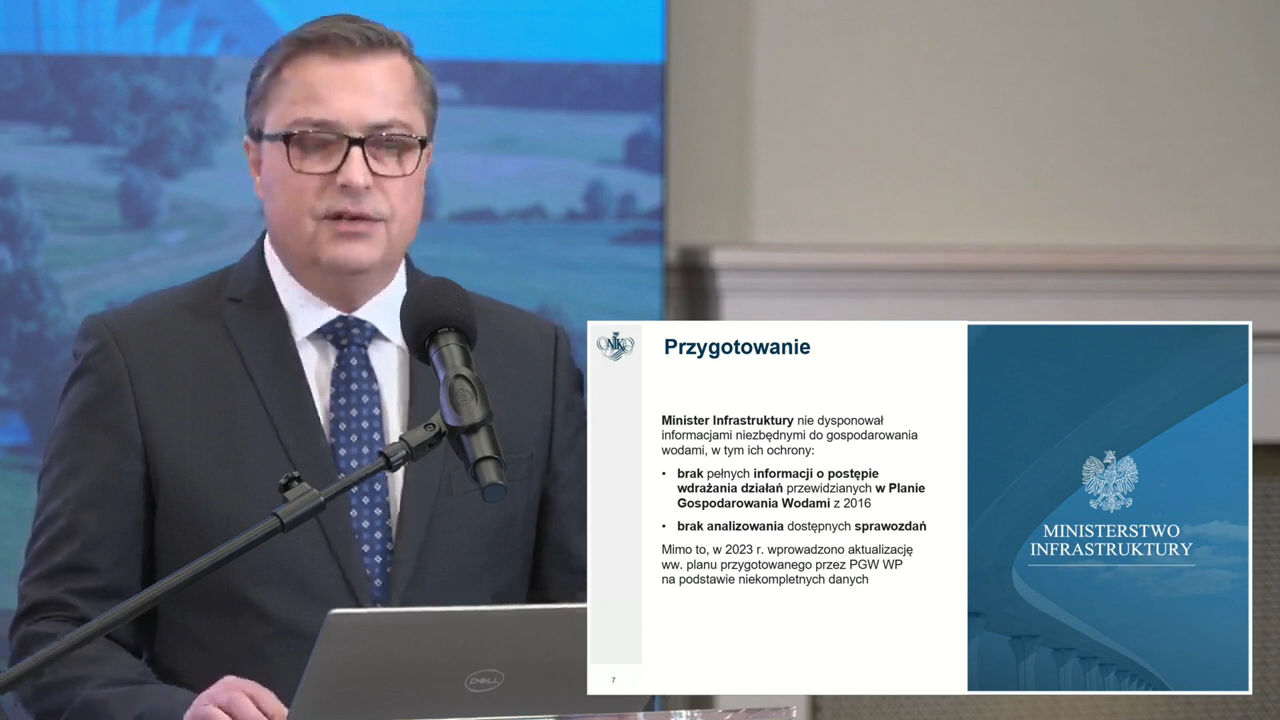 NIK
Przygotowanie
Minister Infrastruktury nie dysponował
informacjami niezbędnymi do gospodarowania
wodami, w tym ich ochrony:
• brak pełnych informacji o postępie
wdrażania działań przewidzianych w Planie
Gospodarowania Wodami z 2016
• brak analizowania dostępnych sprawozdań
Mimo to, w 2023 r. wprowadzono aktualizację
ww. planu przygotowanego przez PGW WP
na podstawie niekompletnych danych
7
MINISTERSTWO
INFRASTRUKTURY
DELL